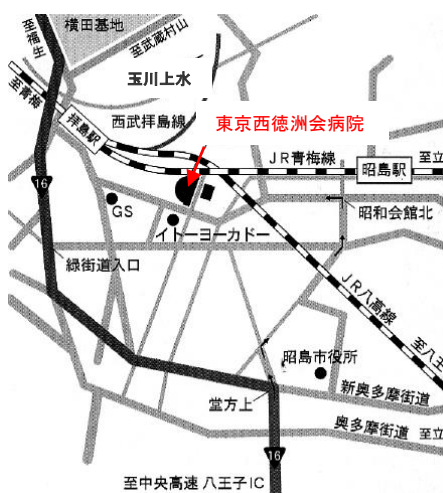 横田基地
至福生
至武蔵村山
玉川上水
至青梅
拝島駅
西武拝島線
東京西徳洲会病院
JR青梅線
昭島駅
至立
16
GS
イトーヨーカドー
昭和会館北
緑街道入口
JR八高線
至八王
昭島市役所
新奥多摩街道
堂方上
奥多摩街道
至立
16
至中央高速 八王子IC